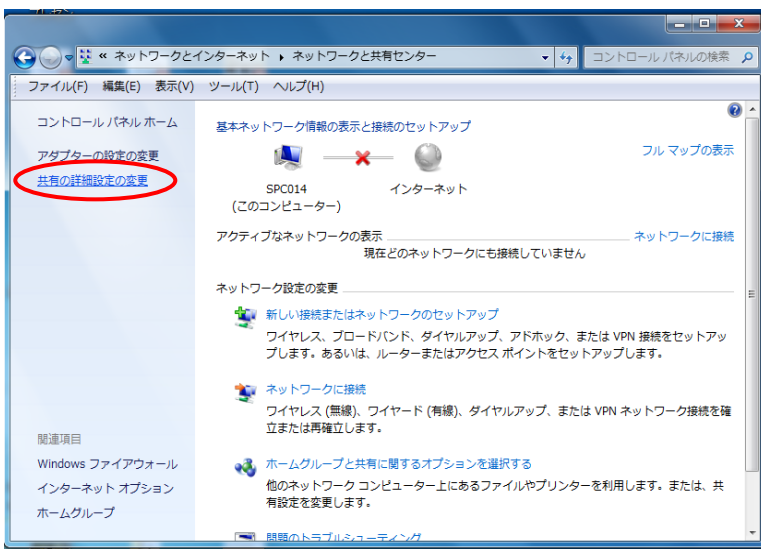 プレゼン
« ネットワークとインターネット ▸ ネットワークと共有センター
コントロール パネルの検索
ファイル(F) 編集(E) 表示(V) ツール(T) ヘルプ(H)
コントロール パネル ホーム
アダプターの設定の変更
共有の詳細設定の変更
基本ネットワーク情報の表示と接続のセットアップ
フル マップの表示
SPC014
(このコンピューター)
インターネット
アクティブなネットワークの表示
ネットワークに接続
現在どのネットワークにも接続していません
ネットワーク設定の変更
新しい接続またはネットワークのセットアップ
ワイヤレス、ブロードバンド、ダイヤルアップ、アドホック、または VPN 接続をセットアッ
プします。あるいは、ルーターまたはアクセス ポイントをセットアップします。
ネットワークに接続
ワイヤレス (無線)、ワイヤード (有線)、ダイヤルアップ、または VPN ネットワーク接続を確
立または再確立します。
ホームグループと共有に関するオプションを選択する
他のネットワーク コンピューター上にあるファイルやプリンターを利用します。または、共
有設定を変更します。
問題のトラブルシューティング
関連項目
Windows ファイアウォール
インターネット オプション
ホームグループ